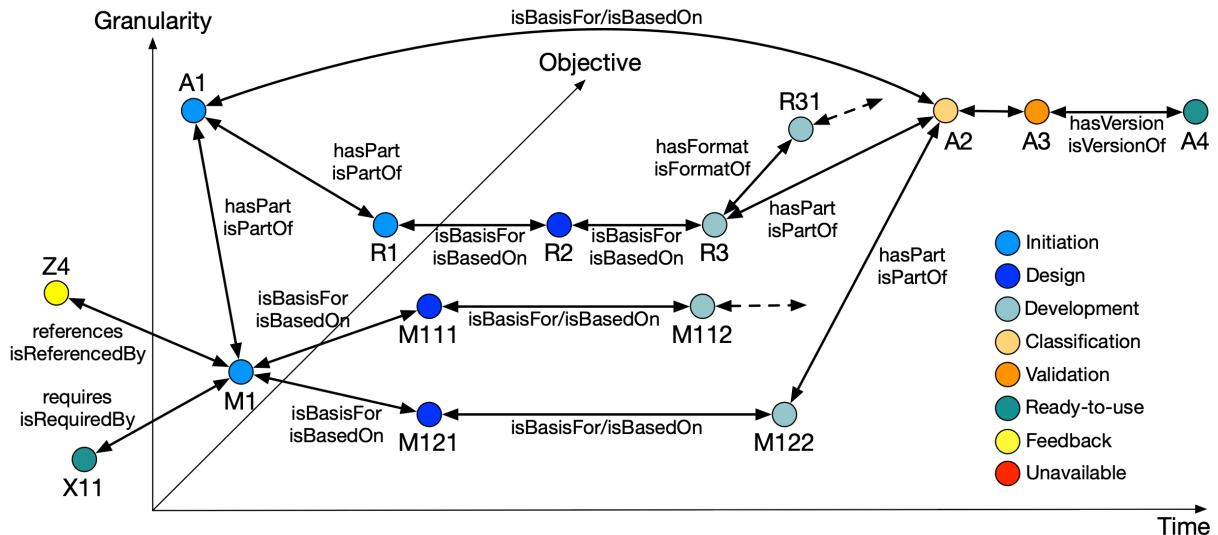 Granularity
isBasisFor/isBasedOn
Objective
A1
R31
hasFormat
isFormatOf
A2
A3
hasVersion
isVersionOf
A4
hasPart
isPartOf
hasPart
isPartOf
R1
isBasisFor
isBasedOn
R2
isBasisFor
isBasedOn
R3
hasPart
isPartOf
hasPart
isPartOf
Z4
references
isReferencedBy
isBasisFor
isBasedOn
M111
isBasisFor/isBasedOn
M112
requires
isRequiredBy
M1
isBasisFor
isBasedOn
M121
isBasisFor/isBasedOn
M122
X11
Initiation
Design
Development
Classification
Validation
Ready-to-use
Feedback
Unavailable
Time